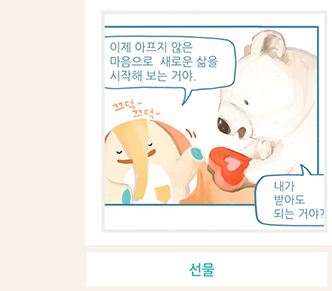 이제 아프지 않은
마음으로 새로운 삶을
시작해 보는 거야.
끄덕~
끄덕~
내가
받아도
되는 거야?
선물